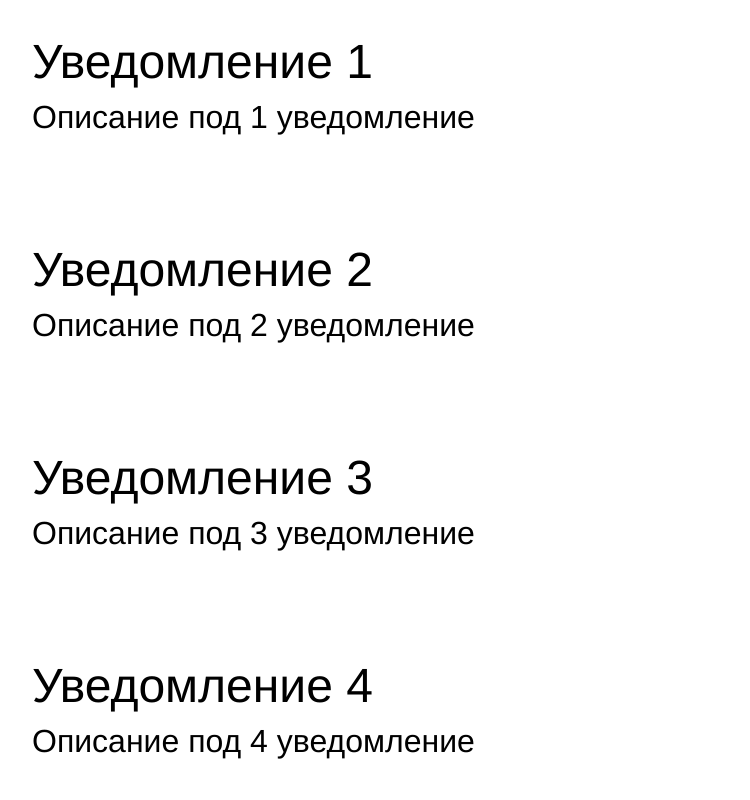 Уведомление 1
Описание под 1 уведомление
Уведомление 2
Описание под 2 уведомление
Уведомление 3
Описание под 3 уведомление
Уведомление 4
Описание под 4 уведомление